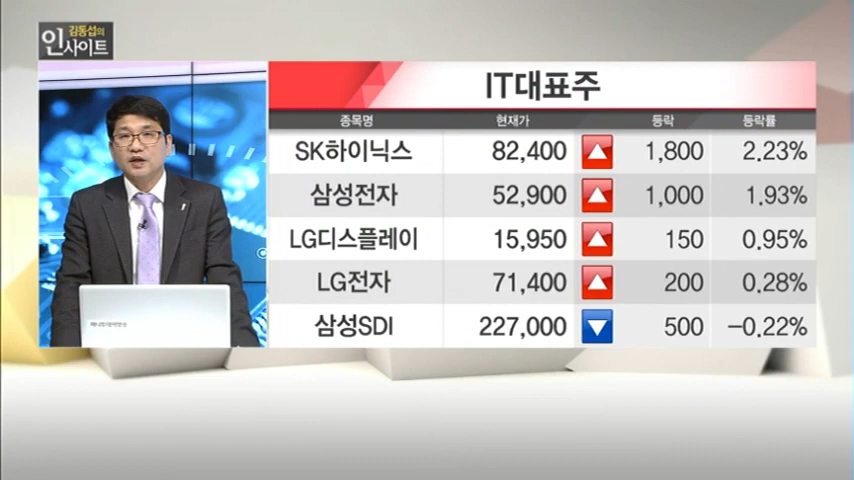 김동섭의
인사이트
IT대표주
종목명 현재가 등락 등락률
SK하이닉스 82,400 ▲ 1,800 2.23%
삼성전자 52,900 ▲ 1,000 1.93%
LG디스플레이 15,950 ▲ 150 0.95%
LG전자 71,400 ▲ 200 0.28%
삼성SDI 227,000 ▼ 500 -0.22%